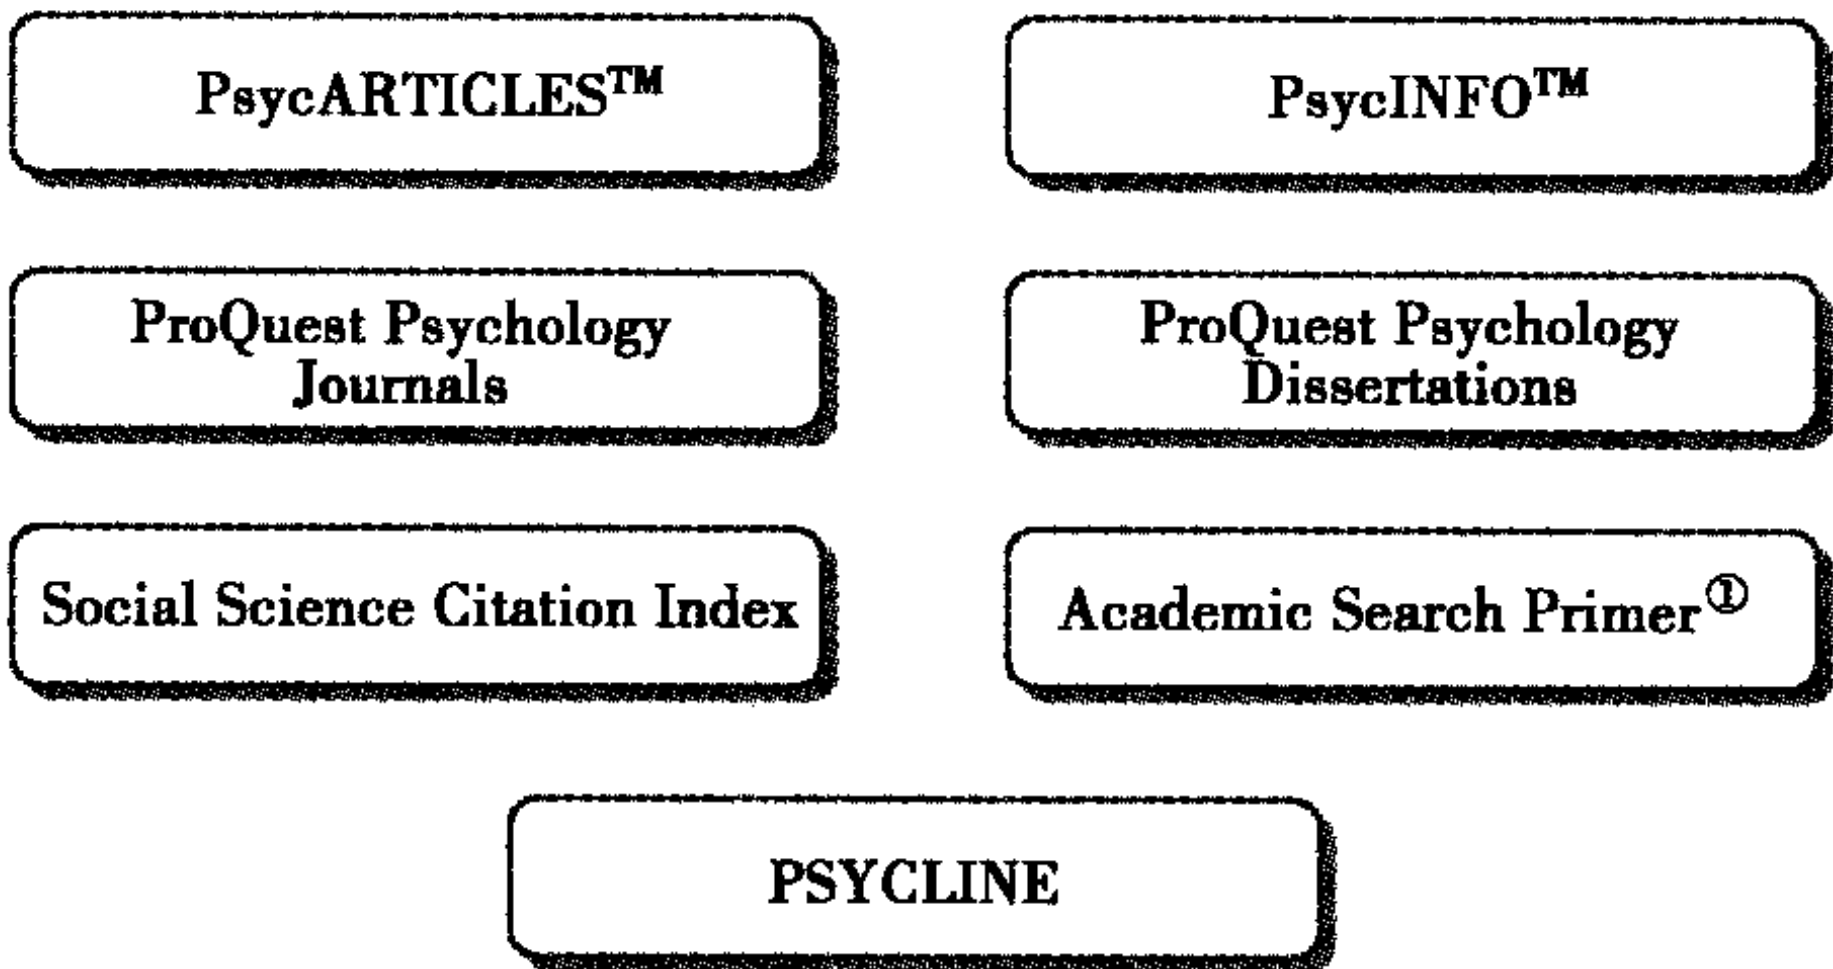 PsycARTICLES™
PsycINFO™
ProQuest Psychology
Journals
ProQuest Psychology
Dissertations
Social Science Citation Index
Academic Search Primer①
PSYCLINE